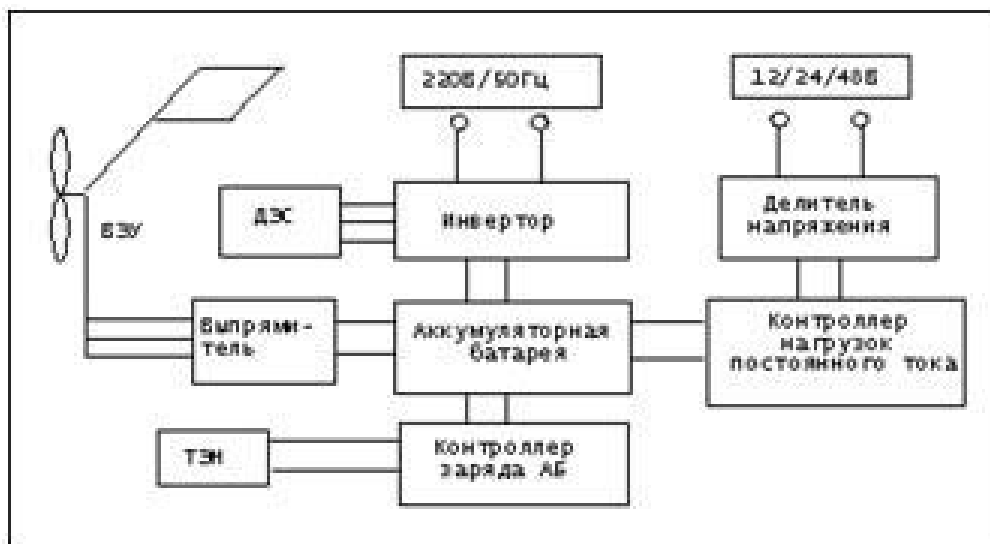 220В/50Гц
12/24/48В
ВЭУ
ДЭС
Инвертор
Делитель
напряжения
Выпрями-
тель
Аккумуляторная
батарея
Контроллер
нагрузок
постоянного тока
ТЭН
Контроллер
заряда АБ